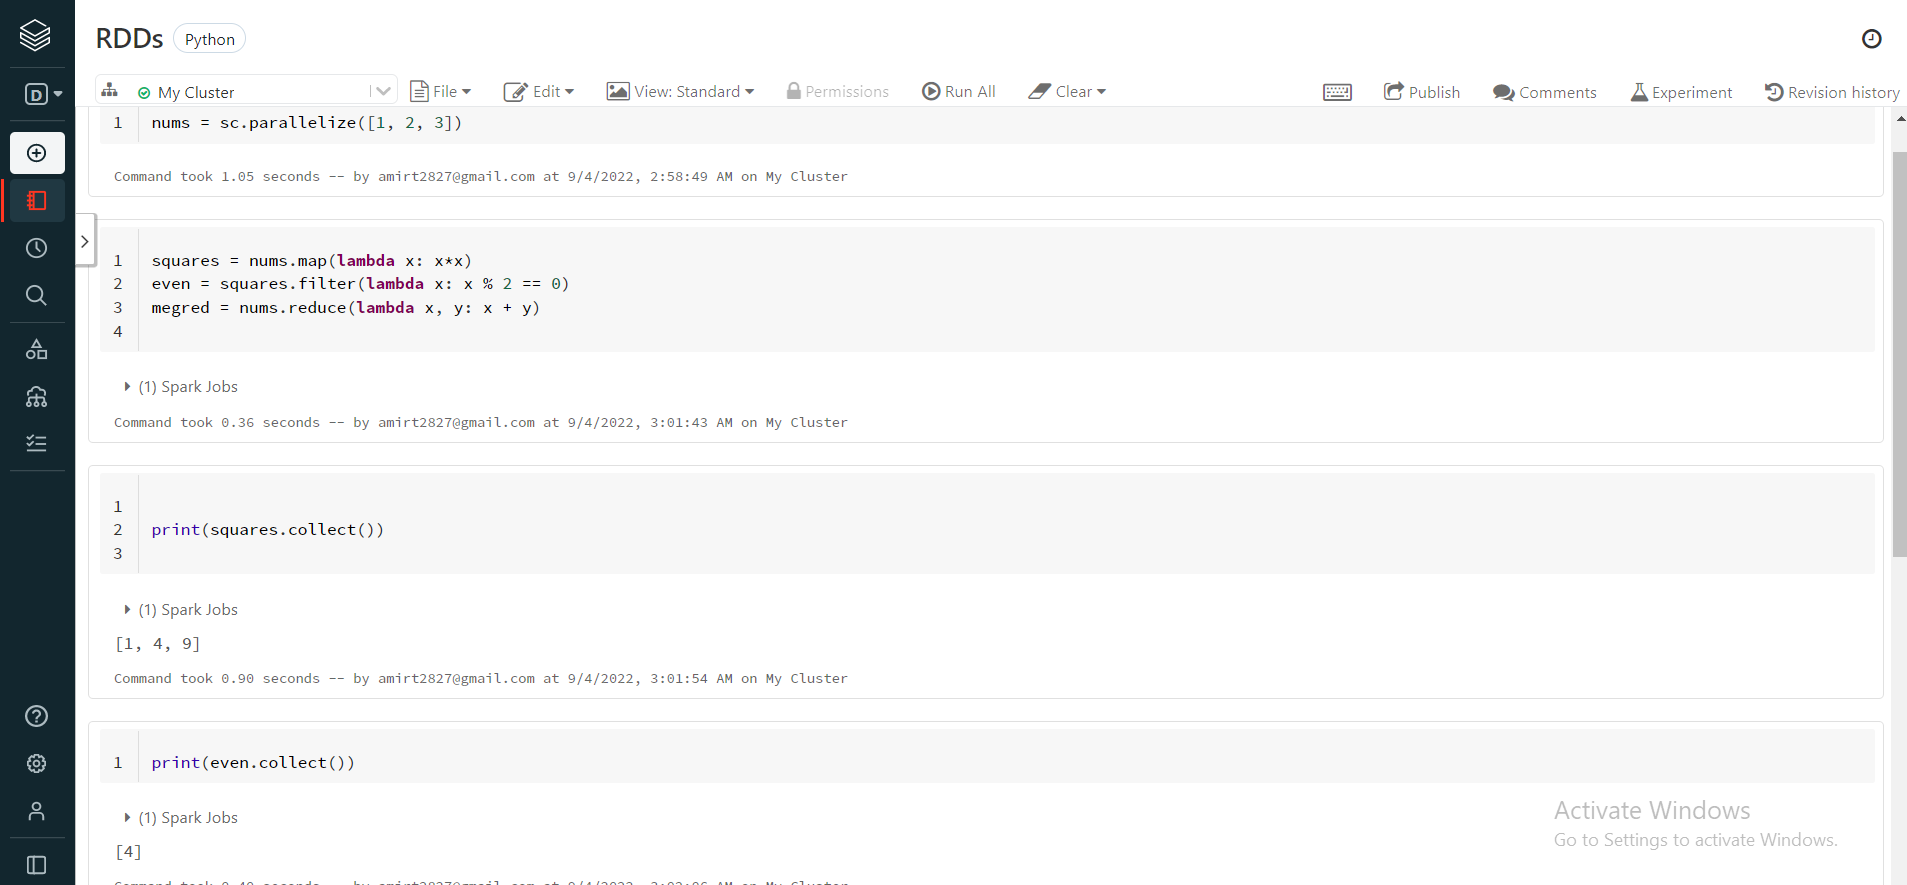 RDDs Python
D
My Cluster File Edit View: Standard Permissions Run All Clear Publish Comments Experiment Revision history
1 nums = sc.parallelize([1, 2, 3])
Command took 1.05 seconds -- by amirt2827@gmail.com at 9/4/2022, 2:58:49 AM on My Cluster
1 squares = nums.map(lambda x: x*x)
2 even = squares.filter(lambda x: x % 2 == 0)
3 megred = nums.reduce(lambda x, y: x + y)
4
(1) Spark Jobs
Command took 0.36 seconds -- by amirt2827@gmail.com at 9/4/2022, 3:01:43 AM on My Cluster
1
2 print(squares.collect())
3
(1) Spark Jobs
[1, 4, 9]
Command took 0.90 seconds -- by amirt2827@gmail.com at 9/4/2022, 3:01:54 AM on My Cluster
1 print(even.collect())
(1) Spark Jobs
[4]
Activate Windows
Go to Settings to activate Windows.